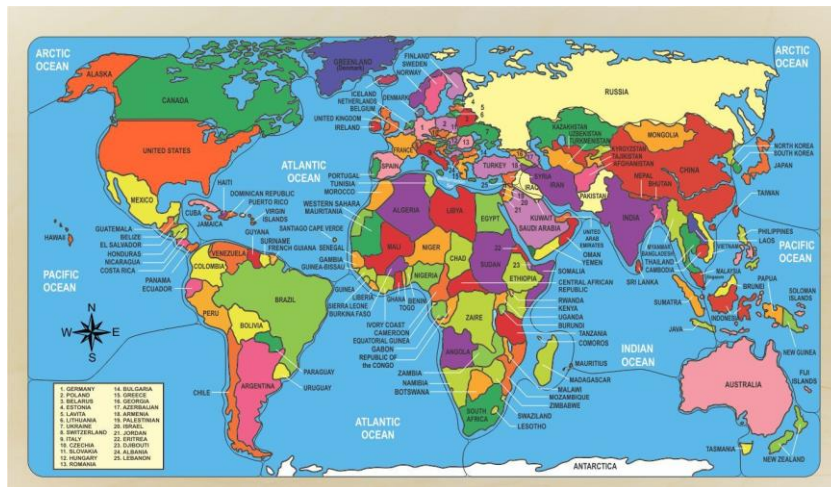 ARCTIC
OCEAN
ALASKA
CANADA
UNITED STATES
MEXICO
HAWAII
CUBA
HAITI
DOMINICAN REPUBLIC
PUERTO RICO
VIRGIN
ISLANDS
JAMAICA
GUATEMALA
BELIZE
EL SALVADOR
HONDURAS
NICARAGUA
COSTA RICA
PANAMA
ECUADOR
GUYANA
SURINAME
FRENCH GUIANA
VENEZUELA
COLOMBIA
PERU
BRAZIL
BOLIVIA
PARAGUAY
URUGUAY
CHILE
ARGENTINA
PACIFIC
OCEAN
N
W
E
S
ATLANTIC
OCEAN
GREENLAND
(Denmark)
FINLAND
SWEDEN
NORWAY
ICELAND
NETHERLANDS
BELGIUM
DENMARK
UNITED KINGDOM
IRELAND
FRANCE
SPAIN
PORTUGAL
TUNISIA
MOROCCO
WESTERN SAHARA
MAURITANIA
SANTIAGO CAPE VERDE
SENEGAL
GAMBIA
GUINEA-BISSAU
GUINEA
LIBERIA
SIERRA LEONE
BURKINA FASO
GHANA
TOGO
BENIN
IVORY COAST
CAMEROON
EQUATORIAL GUINEA
GABON
REPUBLIC OF
the CONGO
ALGERIA
LIBYA
EGYPT
MALI
NIGER
CHAD
SUDAN
NIGERIA
ETHIOPIA
SOMALIA
CENTRAL AFRICAN
REPUBLIC
RWANDA
KENYA
UGANDA
BURUNDI
TANZANIA
COMOROS
ZAIRE
ANGOLA
ZAMBIA
NAMIBIA
BOTSWANA
SOUTH
AFRICA
MAURITIUS
MADAGASCAR
MALAWI
MOZAMBIQUE
ZIMBABWE
SWAZILAND
LESOTHO
ATLANTIC
OCEAN
RUSSIA
KAZAKHSTAN
UZBEKISTAN
TURKMENISTAN
KYRGYZSTAN
TAJIKISTAN
AFGHANISTAN
MONGOLIA
CHINA
NORTH KOREA
SOUTH KOREA
JAPAN
TAIWAN
TURKEY
SYRIA
IRAQ
IRAN
KUWAIT
SAUDI ARABIA
UNITED
ARAB
EMIRATES
OMAN
YEMEN
PAKISTAN
NEPAL
BHUTAN
INDIA
MYANMAR
BANGLADESH
THAILAND
CAMBODIA
SRI LANKA
VIETNAM
PHILIPPINES
LAOS
MALAYSIA
BRUNEI
PAPUA
SOLOMAN
ISLANDS
SUMATRA
INDONESIA
JAVA
NEW GUINEA
INDIAN
OCEAN
AUSTRALIA
FIJI
ISLANDS
TASMANIA
NEW ZEALAND
ANTARCTICA
ARCTIC
OCEAN
PACIFIC
OCEAN
1. GERMANY
2. POLAND
3. BELARUS
4. ESTONIA
5. LAVITA
6. LITHUANIA
7. UKRAINE
8. SWITZERLAND
9. ITALY
10. CZECHIA
11. SLOVAKIA
12. HUNGARY
13. ROMANIA
14. BULGARIA
15. GREECE
16. GEORGIA
17. AZERBAIJAN
18. ARMENIA
19. PALESTINIAN
20. ISRAEL
21. JORDAN
22. ERITREA
23. DJIBOUTI
24. ALBANIA
25. LEBANON